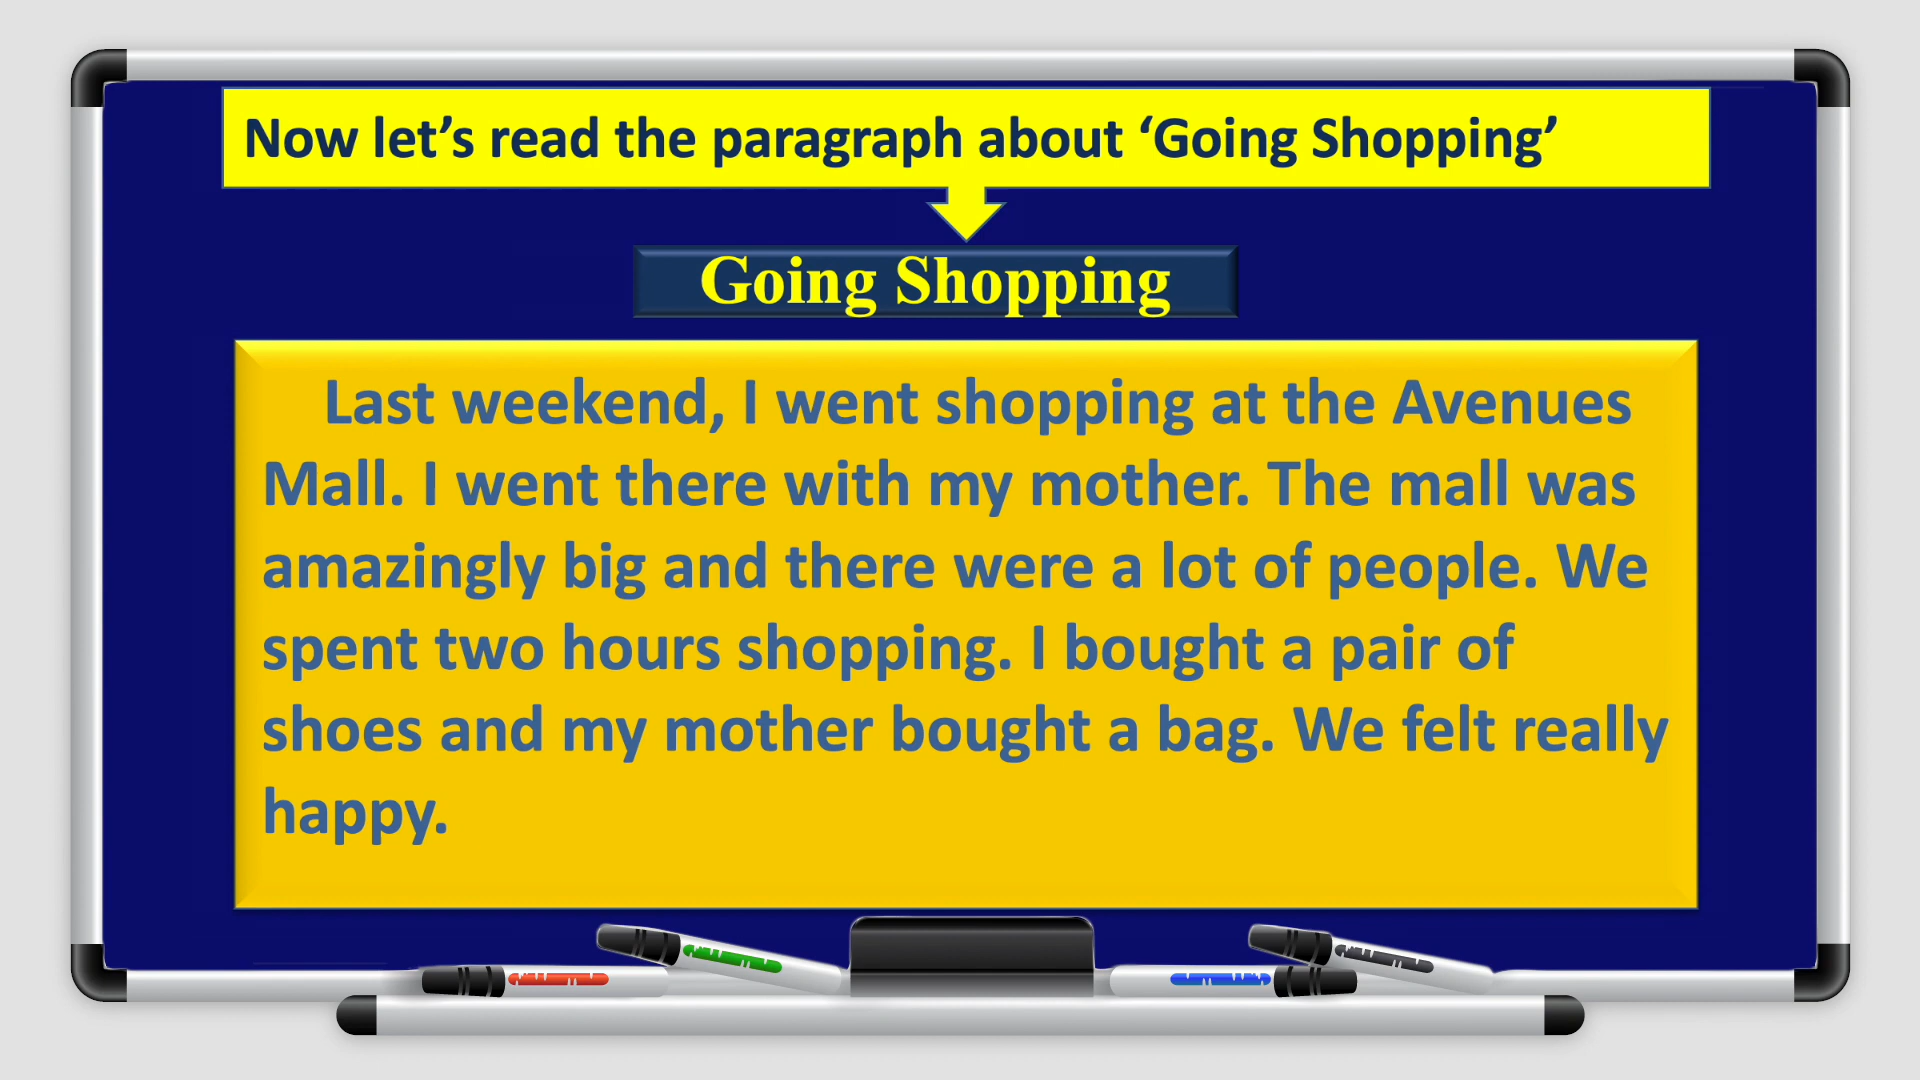 Now let’s read the paragraph about ‘Going Shopping’
Going Shopping
Last weekend, I went shopping at the Avenues
Mall. I went there with my mother. The mall was
amazingly big and there were a lot of people. We
spent two hours shopping. I bought a pair of
shoes and my mother bought a bag. We felt really
happy.